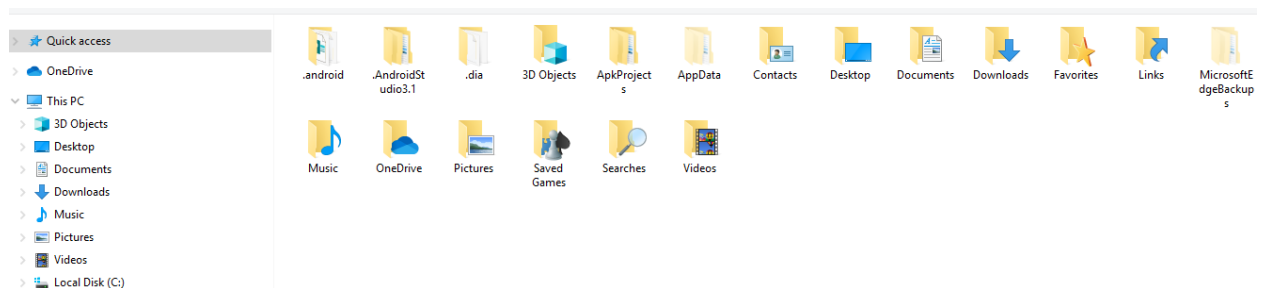 Quick access
OneDrive
This PC
3D Objects
Desktop
Documents
Downloads
Music
Pictures
Videos
Local Disk (C:)
.android
.AndroidSt
udio3.1
.dia
3D Objects
ApkProject
s
AppData
Contacts
Desktop
Documents
Downloads
Favorites
Links
MicrosoftE
dgeBackup
s
Music
OneDrive
Pictures
Saved
Games
Searches
Videos